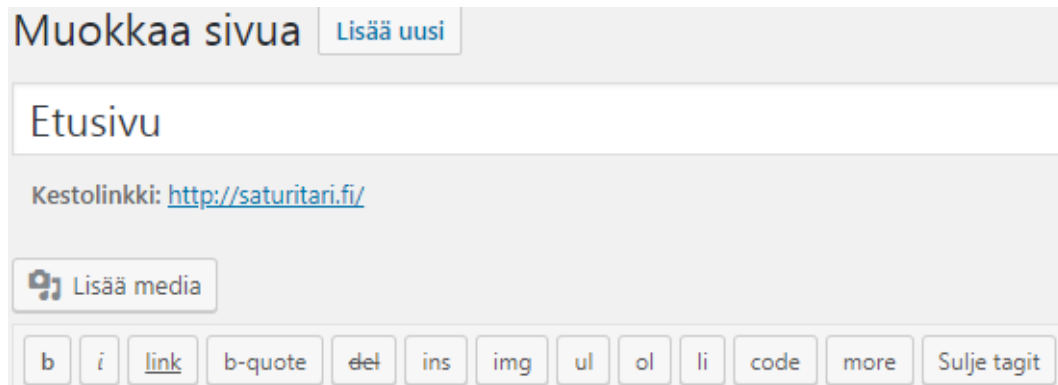 Muokkaa sivua Lisää uusi
Etusivu
Kestolinkki: http://saturitari.fi/
Lisää media
b i link b-quote del ins img ul ol li code more Sulje tagit